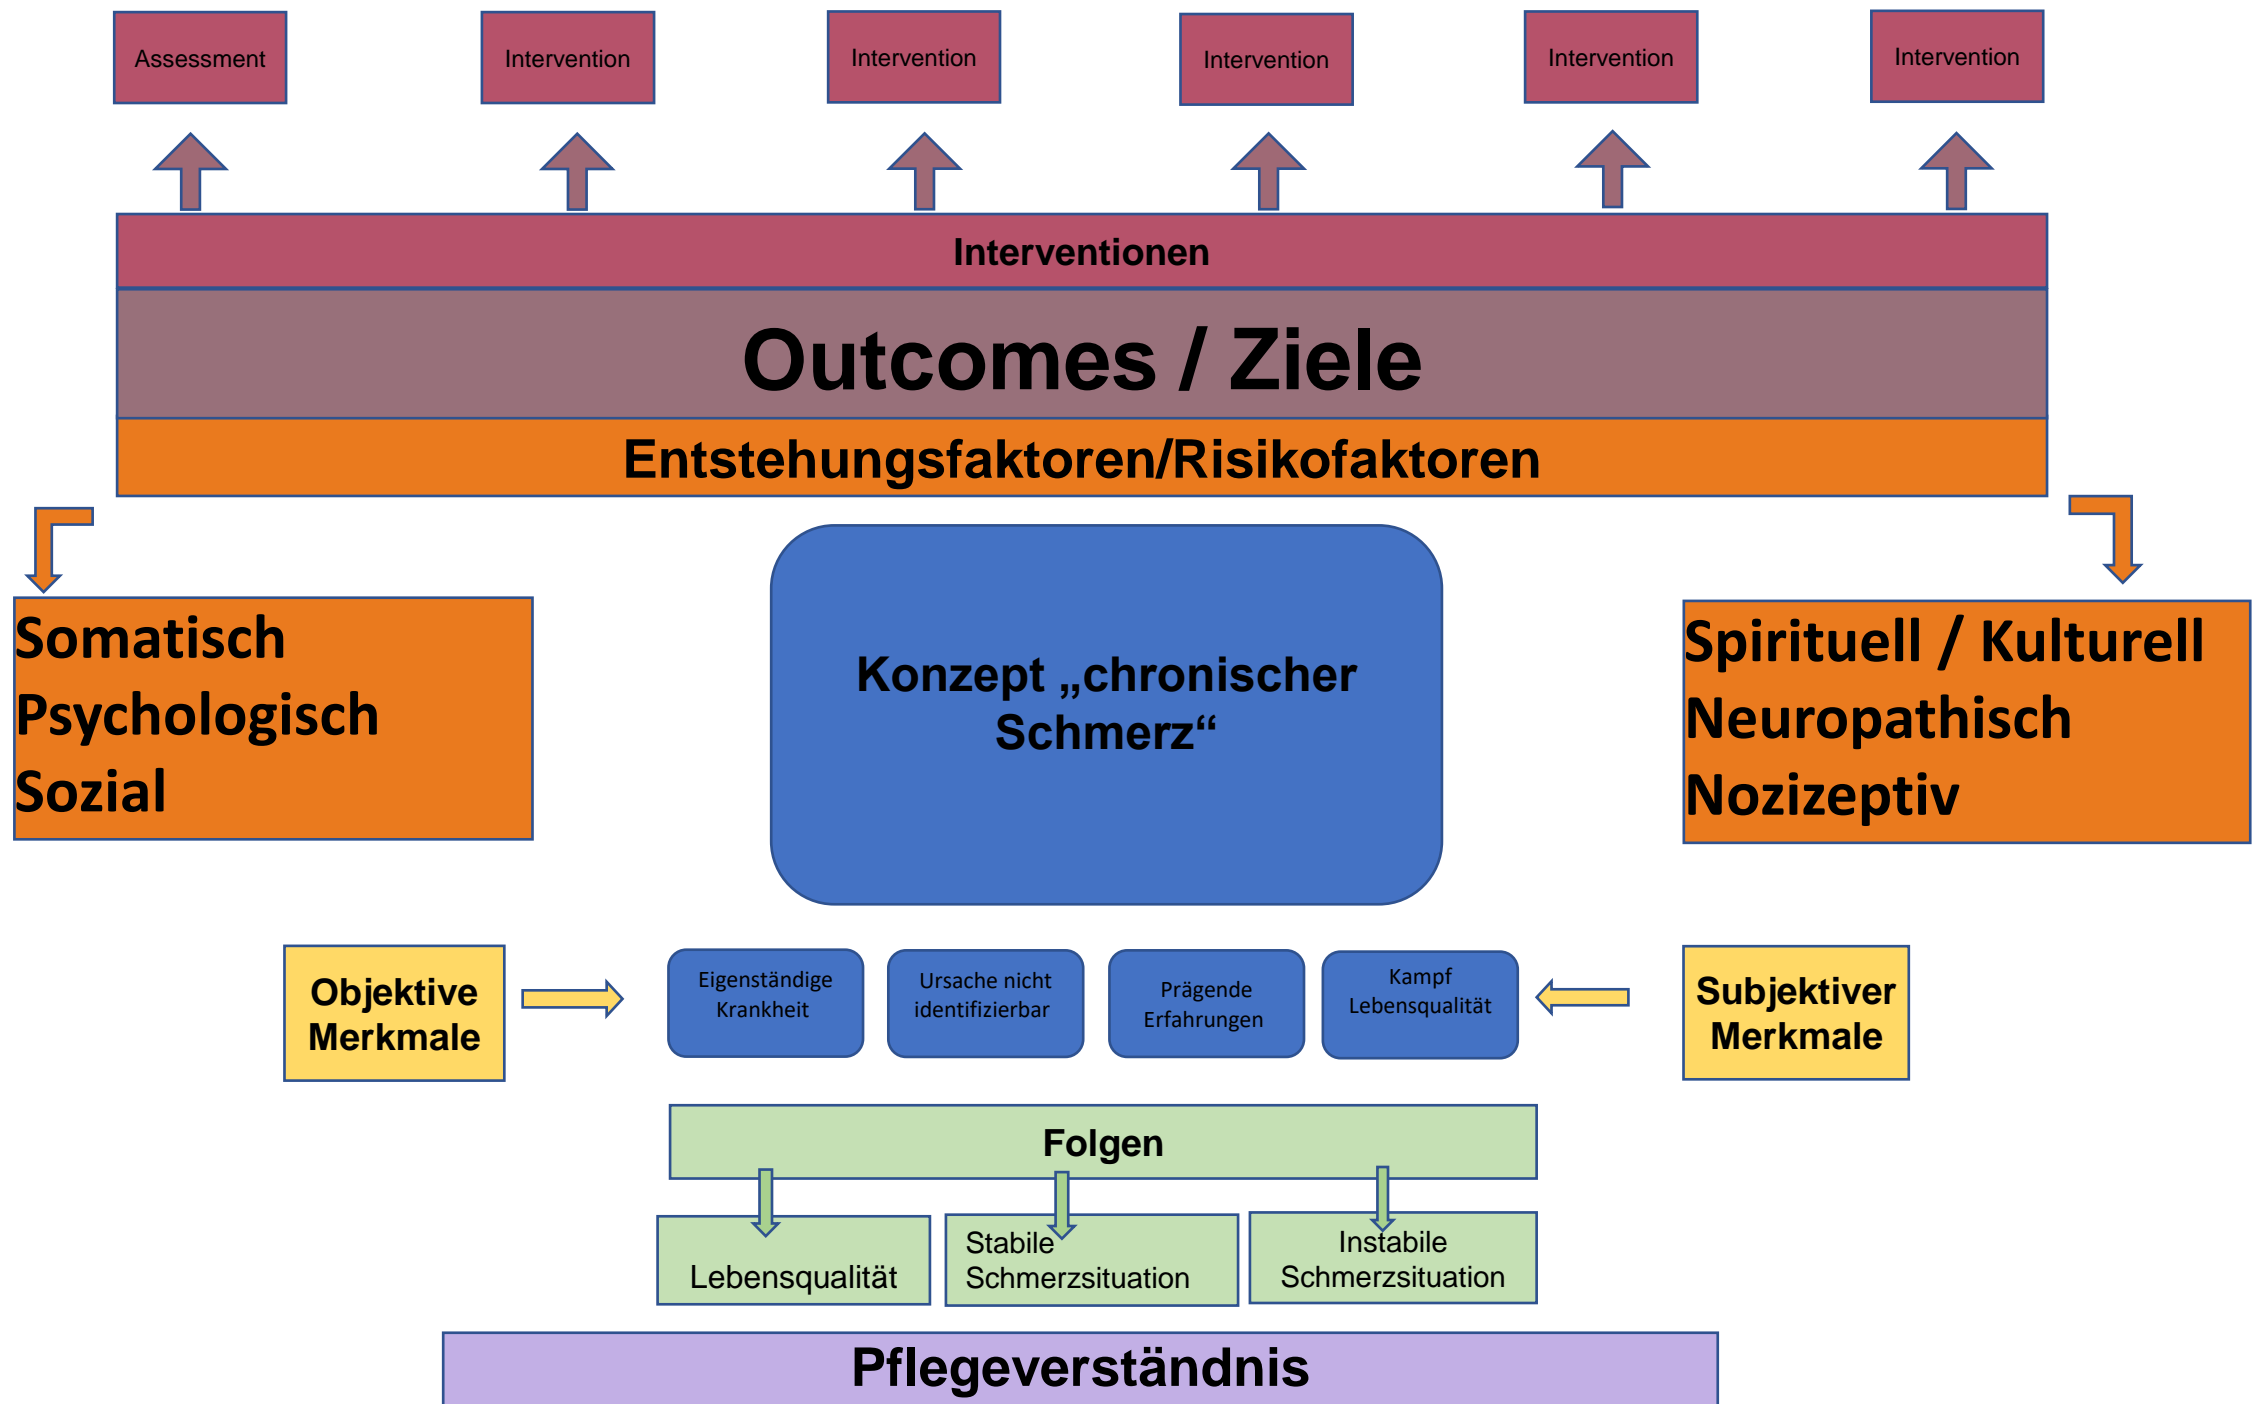 Assessment
Intervention
Intervention
Intervention
Intervention
Intervention
Interventionen
Outcomes / Ziele
Entstehungsfaktoren/Risikofaktoren
Somatisch
Psychologisch
Sozial
Konzept „chronischer
Schmerz“
Spirituell / Kulturell
Neuropathisch
Nozizeptiv
Objektive
Merkmale
Eigenständige
Krankheit
Ursache nicht
identifizierbar
Prägende
Erfahrungen
Kampf
Lebensqualität
Subjektiver
Merkmale
Folgen
Lebensqualität
Stabile
Schmerzsituation
Instabile
Schmerzsituation
Pflegeverständnis